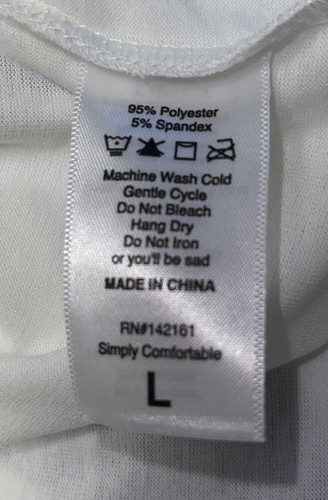 95% Polyester
5% Spandex
Machine Wash Cold
Gentle Cycle
Do Not Bleach
Hang Dry
Do Not Iron
or you'll be sad
MADE IN CHINA
RN#142161
Simply Comfortable
L